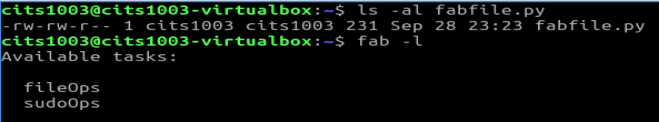 cits1003@cits1003-virtualbox:~$ ls -al fabfile.py
-rw-rw-r-- 1 cits1003 cits1003 231 Sep 28 23:23 fabfile.py
cits1003@cits1003-virtualbox:~$ fab -l
Available tasks:
fileOps
sudoOps